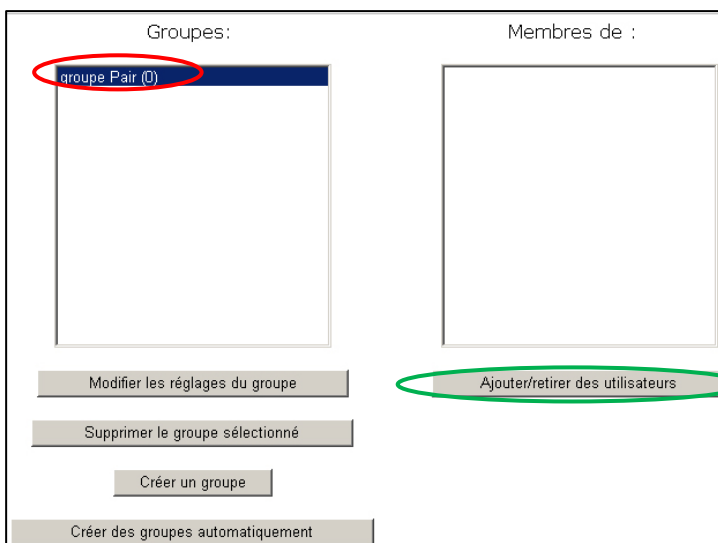 Groupes:
Membres de :
groupe Pair (0)
Modifier les réglages du groupe
Ajouter/retirer des utilisateurs
Supprimer le groupe sélectionné
Créer un groupe
Créer des groupes automatiquement